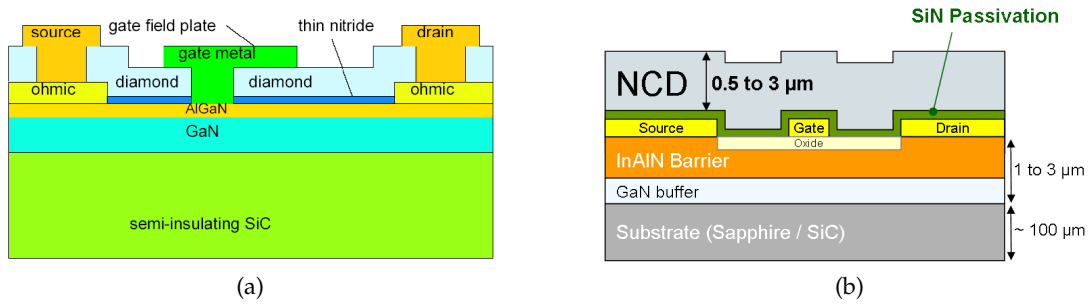 gate field plate
thin nitride
source
drain
gate metal
diamond
diamond
ohmic
ohmic
AlGaN
GaN
semi-insulating SiC
(a)
SiN Passivation
NCD
0.5 to 3 μm
Source
Gate
Drain
Oxide
InAlN Barrier
1 to 3 μm
GaN buffer
Substrate (Sapphire / SiC)
~ 100 μm
(b)